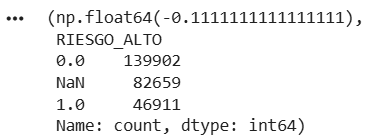 ••• (np.float64(-0.1111111111111111),
RIESGO_ALTO
0.0    139902
NaN     82659
1.0     46911
Name: count, dtype: int64)